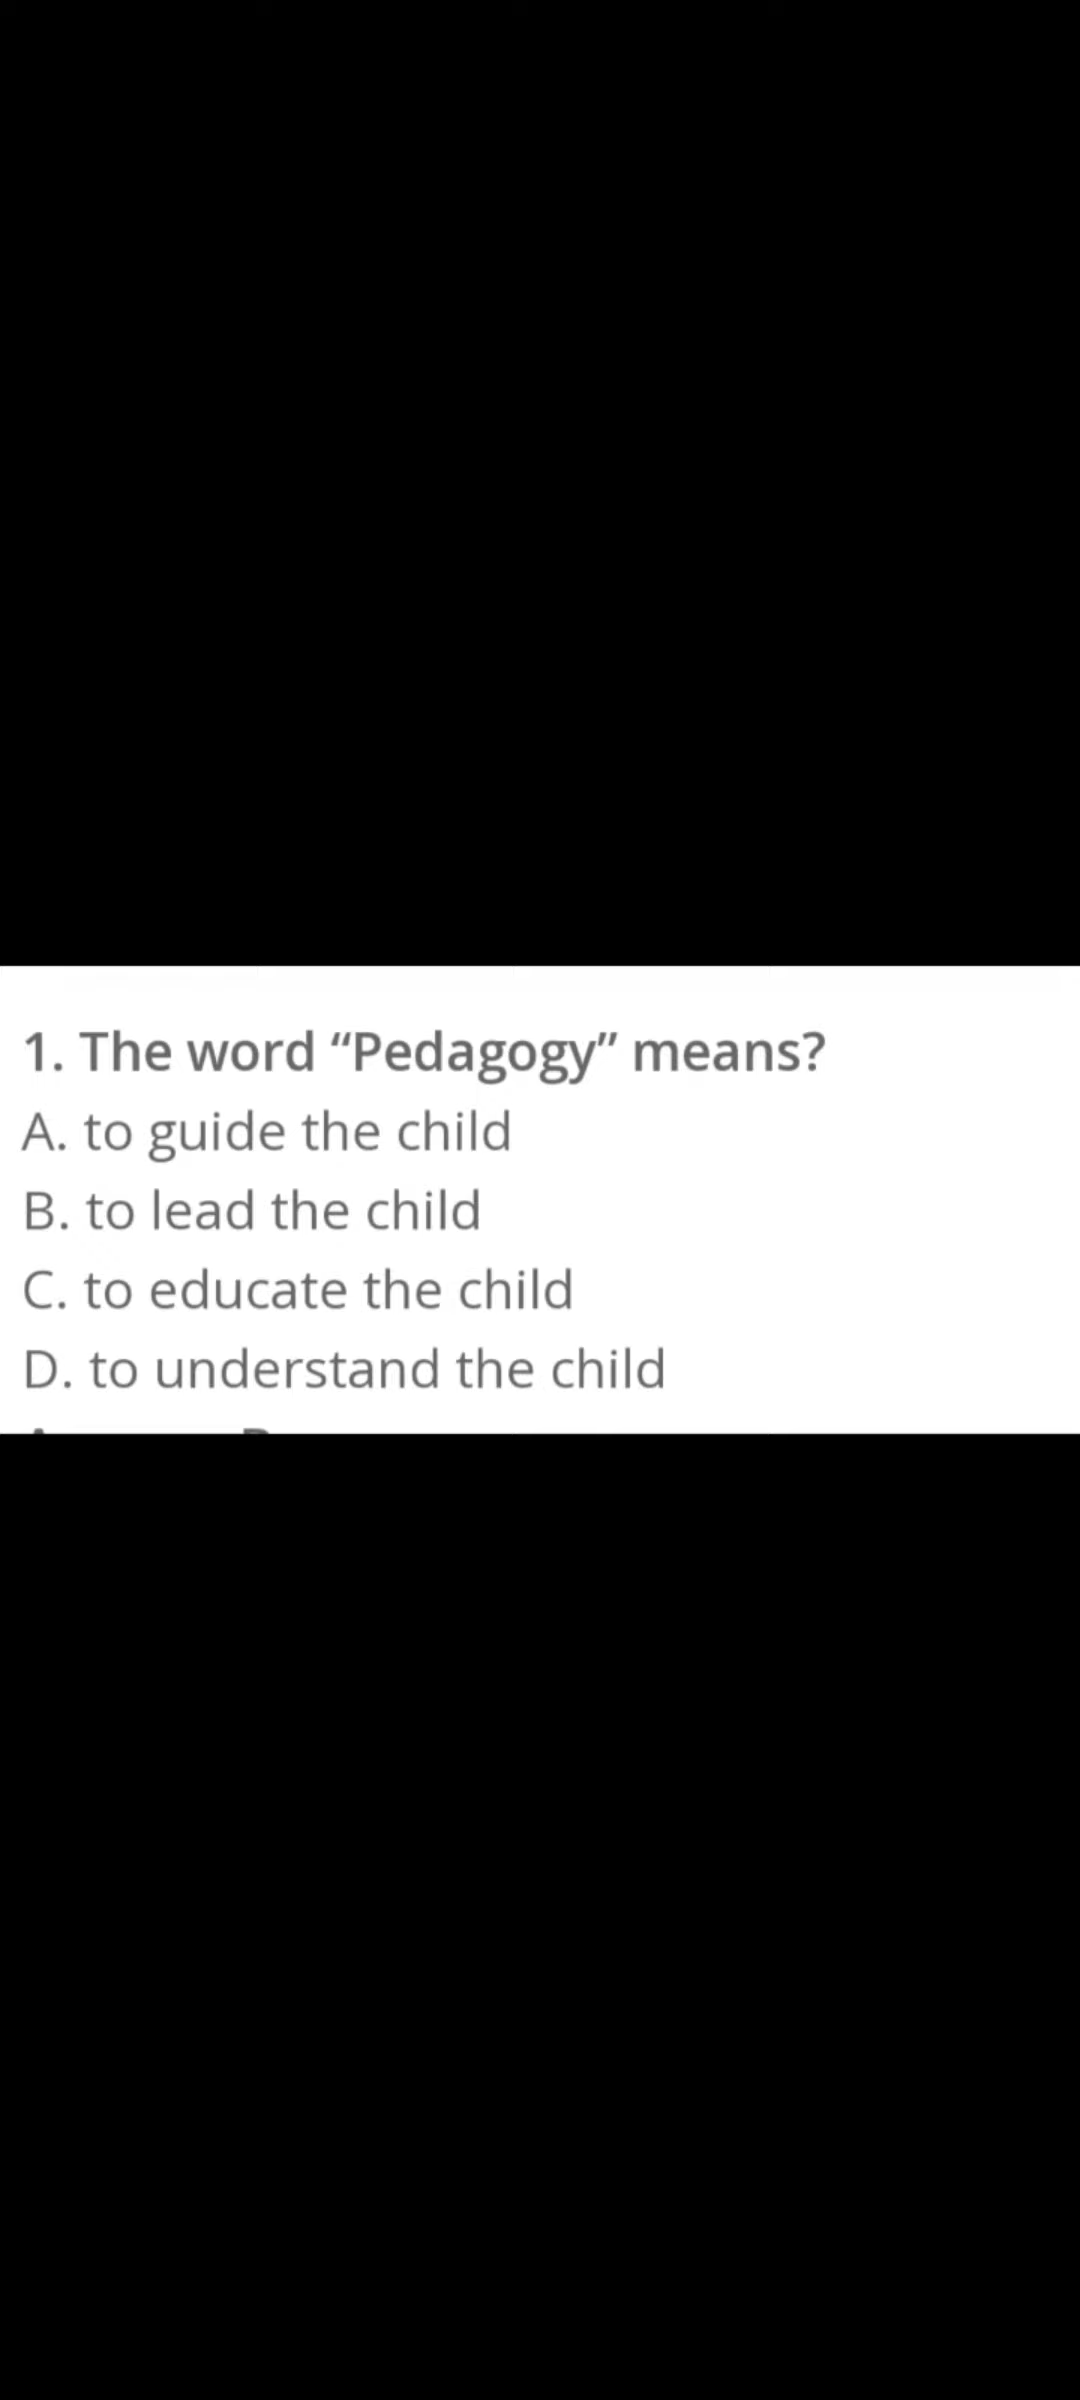 1. The word “Pedagogy” means?
A. to guide the child
B. to lead the child
C. to educate the child
D. to understand the child